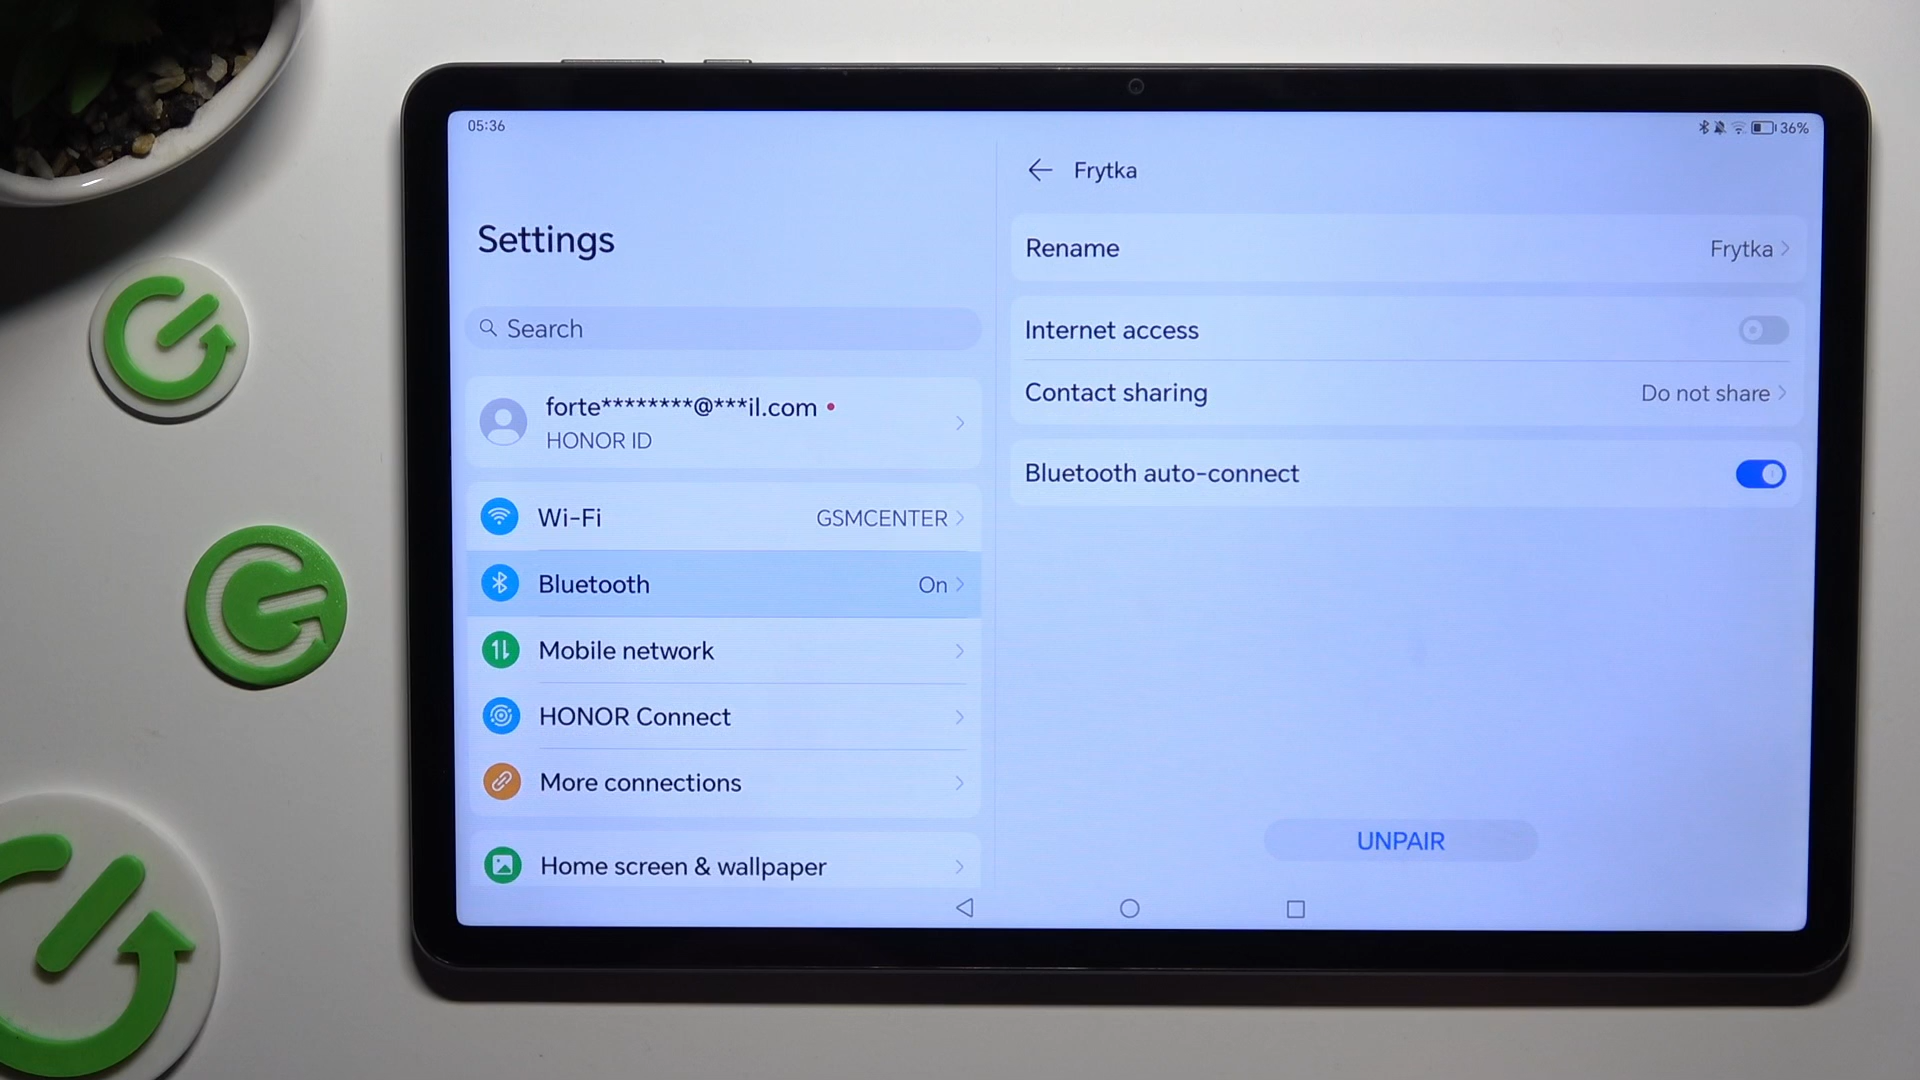 05:36
36%
Settings
Search
forte********@***il.com
HONOR ID
Wi-Fi GSMCENTER
Bluetooth On
Mobile network
HONOR Connect
More connections
Home screen & wallpaper
Frytka
Rename Frytka
Internet access
Contact sharing Do not share
Bluetooth auto-connect
UNPAIR